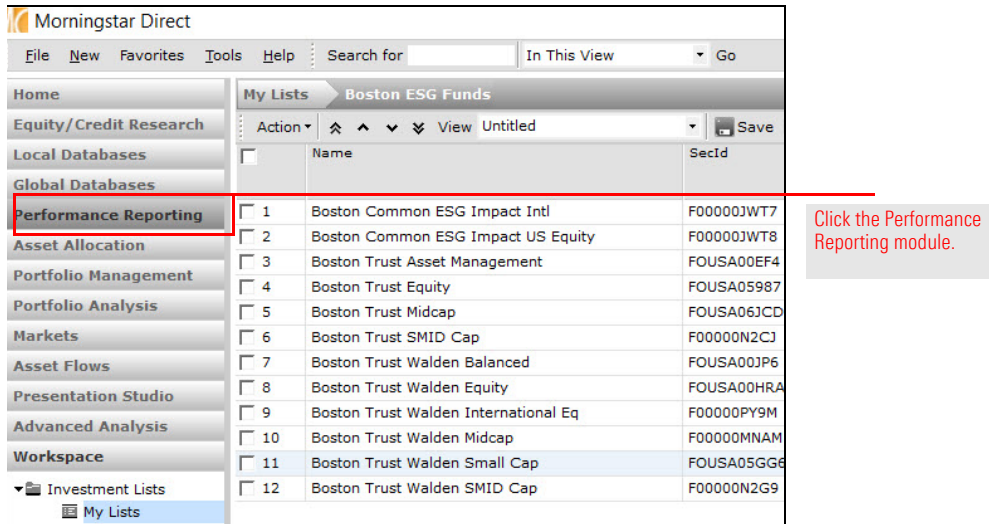 Morningstar Direct
File New Favorites Tools Help Search for In This View Go
Home
Equity/Credit Research
Local Databases
Global Databases
Performance Reporting
Asset Allocation
Portfolio Management
Portfolio Analysis
Markets
Asset Flows
Presentation Studio
Advanced Analysis
Workspace
Investment Lists
My Lists
My Lists Boston ESG Funds
Action View Untitled Save
Name SecId
1 Boston Common ESG Impact Intl F00000JWT7
2 Boston Common ESG Impact US Equity F00000JWT8
3 Boston Trust Asset Management FOUSA00EF4
4 Boston Trust Equity FOUSA05987
5 Boston Trust Midcap FOUSA06JCD
6 Boston Trust SMID Cap F00000N2CJ
7 Boston Trust Walden Balanced FOUSA00JP6
8 Boston Trust Walden Equity FOUSA00HRA
9 Boston Trust Walden International Eq F00000PY9M
10 Boston Trust Walden Midcap F00000MNAM
11 Boston Trust Walden Small Cap FOUSA05GG6
12 Boston Trust Walden SMID Cap F00000N2G9
Click the Performance
Reporting module.